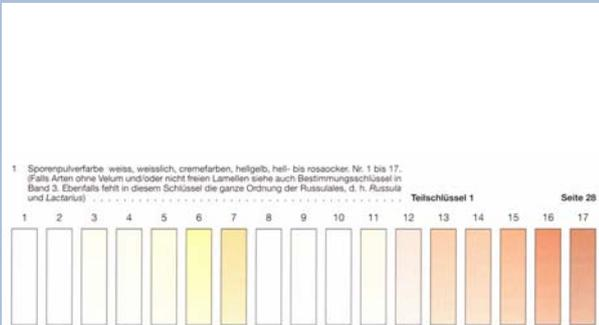 1 Sporenpulverfarbe weiss, weisslich, cremefarben, hellgelb, hell- bis rosaocker. Nr. 1 bis 17.
(Falls Arten ohne Velum und/oder nicht freien Lamellen siehe auch Bestimmungsschlüssel in
Band 3. Ebenfalls fehlt in diesem Schlüssel die ganze Ordnung der Russulales, d. h. Russula
und Lactarius) . . . . . . . . . . . . . . . . . . . . . . . . . . . . . . . . . . . . . . . . Teilschlüssel 1 Seite 28
1 2 3 4 5 6 7 8 9 10 11 12 13 14 15 16 17